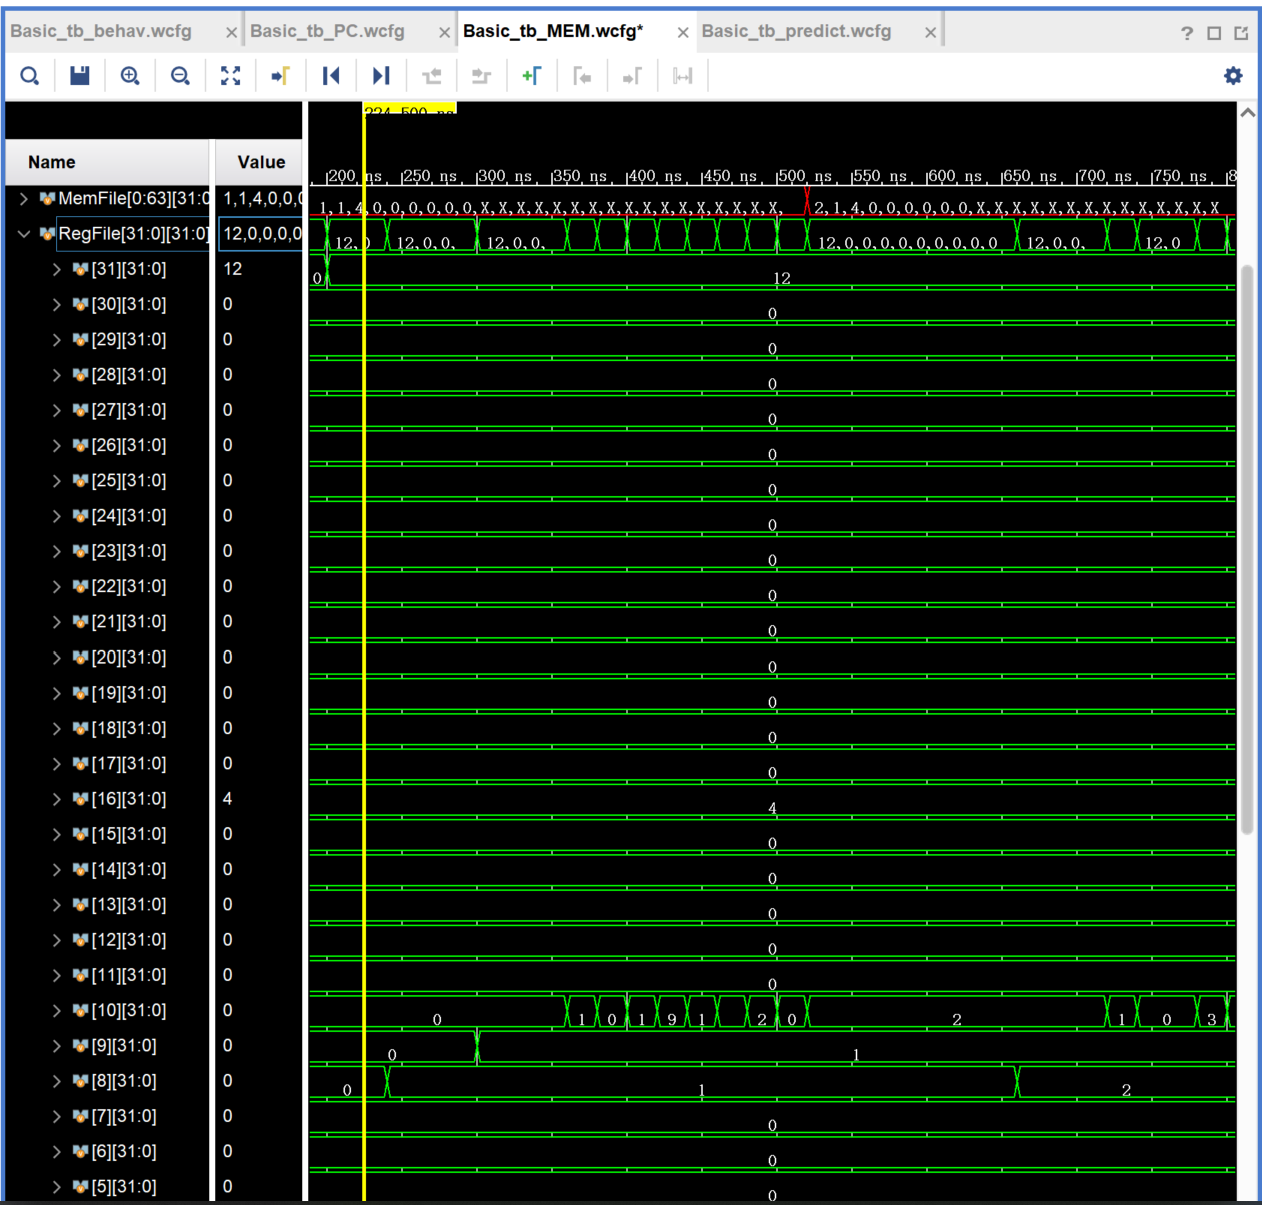 Basic_tb_behav.wcfg × Basic_tb_PC.wcfg × Basic_tb_MEM.wcfg* × Basic_tb_predict.wcfg × ?
224.500 ns
Name Value
200 ns 250 ns 300 ns 350 ns 400 ns 450 ns 500 ns 550 ns 600 ns 650 ns 700 ns 750 ns 8
MemFile[0:63][31:0 1,1,4,0,0,0 1,1,4,0,0,0,0,0,0,0,X,X,X,X,X,X,X,X,X,X,X,X,X,X,X,X,X, 2,1,4,0,0,0,0,0,0,0,X,X,X,X,X,X,X,X,X,X,X,X,X,X,X,X
RegFile[31:0][31:0] 12,0,0,0,0 12,0 12,0,0, 12,0,0, 12,0,0,0,0,0,0,0,0,0,0 12,0,0, 12,0
[31][31:0] 12 0 12
[30][31:0] 0 0
[29][31:0] 0 0
[28][31:0] 0 0
[27][31:0] 0 0
[26][31:0] 0 0
[25][31:0] 0 0
[24][31:0] 0 0
[23][31:0] 0 0
[22][31:0] 0 0
[21][31:0] 0 0
[20][31:0] 0 0
[19][31:0] 0 0
[18][31:0] 0 0
[17][31:0] 0 0
[16][31:0] 4 4
[15][31:0] 0 0
[14][31:0] 0 0
[13][31:0] 0 0
[12][31:0] 0 0
[11][31:0] 0 0
[10][31:0] 0 0 1 0 1 9 1 2 0 2 1 0 3
[9][31:0] 0 0 1
[8][31:0] 0 0 1 2
[7][31:0] 0 0
[6][31:0] 0 0
[5][31:0] 0 0